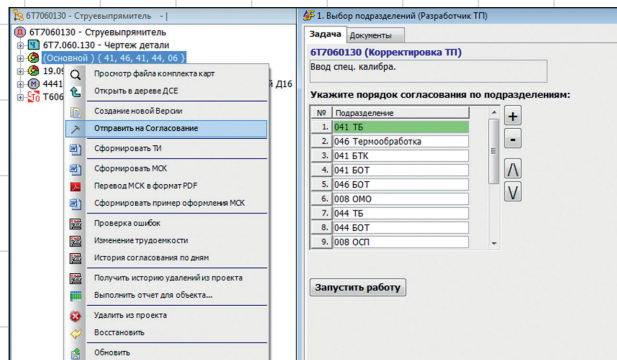 6Т7060130 - Струевыпрямитель - |
6Т7060130 - Струевыпрямитель
6Т7.060.130 - Чертеж детали
(Основной ) ( 41, 46, 41, 44, 06 )
19.09
4441
й Д16
Т606
Просмотр файла комплекта карт
Открыть в дереве ДСЕ
Создание новой Версии
Отправить на Согласование
Сформировать ТИ
Сформировать МСК
Перевод МСК в формат PDF
Сформировать пример оформления МСК
Проверка ошибок
Изменение трудоемкости
История согласования по дням
Получить историю удалений из проекта
Выполнить отчет для объекта...
Удалить из проекта
Восстановить
Обновить
1. Выбор подразделений (Разработчик ТП)
Задача Документы
6Т7060130 (Корректировка ТП)
Ввод спец. калибра.
Укажите порядок согласования по подразделениям:
№ Подразделение
1. 041 ТБ
2. 046 Термообработка
3. 041 БТК
4. 041 БОТ
5. 046 БОТ
6. 008 ОМО
7. 044 ТБ
8. 044 БОТ
9. 008 ОСП
+
-
/\
\/
Запустить работу